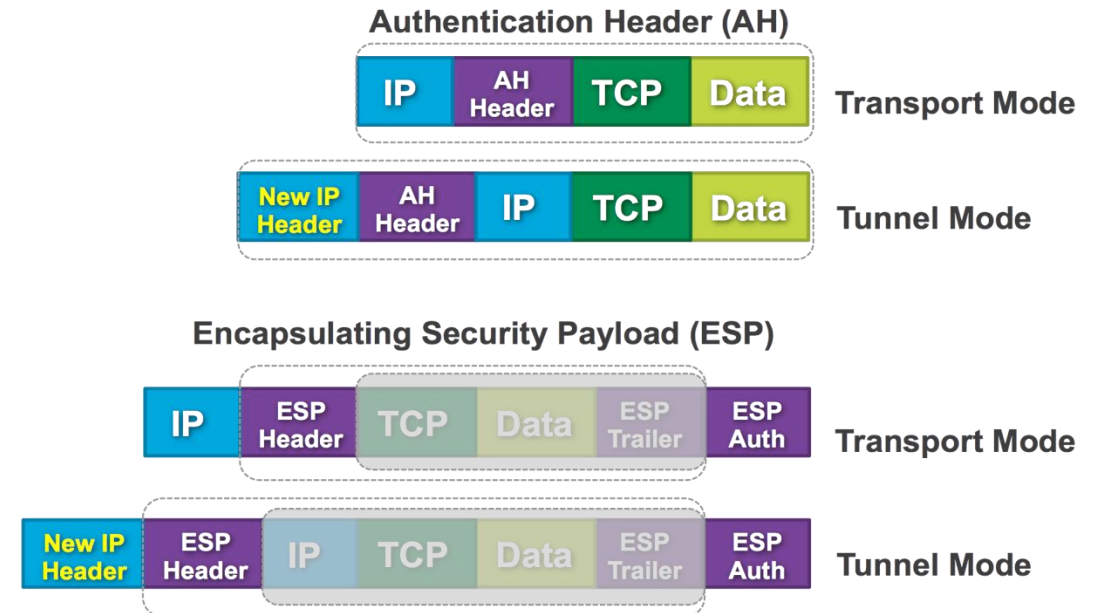 Authentication Header (AH)
IP
AH
Header
TCP
Data
Transport Mode
New IP
Header
AH
Header
IP
TCP
Data
Tunnel Mode
Encapsulating Security Payload (ESP)
IP
ESP
Header
TCP
Data
ESP
Trailer
ESP
Auth
Transport Mode
New IP
Header
ESP
Header
IP
TCP
Data
ESP
Trailer
ESP
Auth
Tunnel Mode